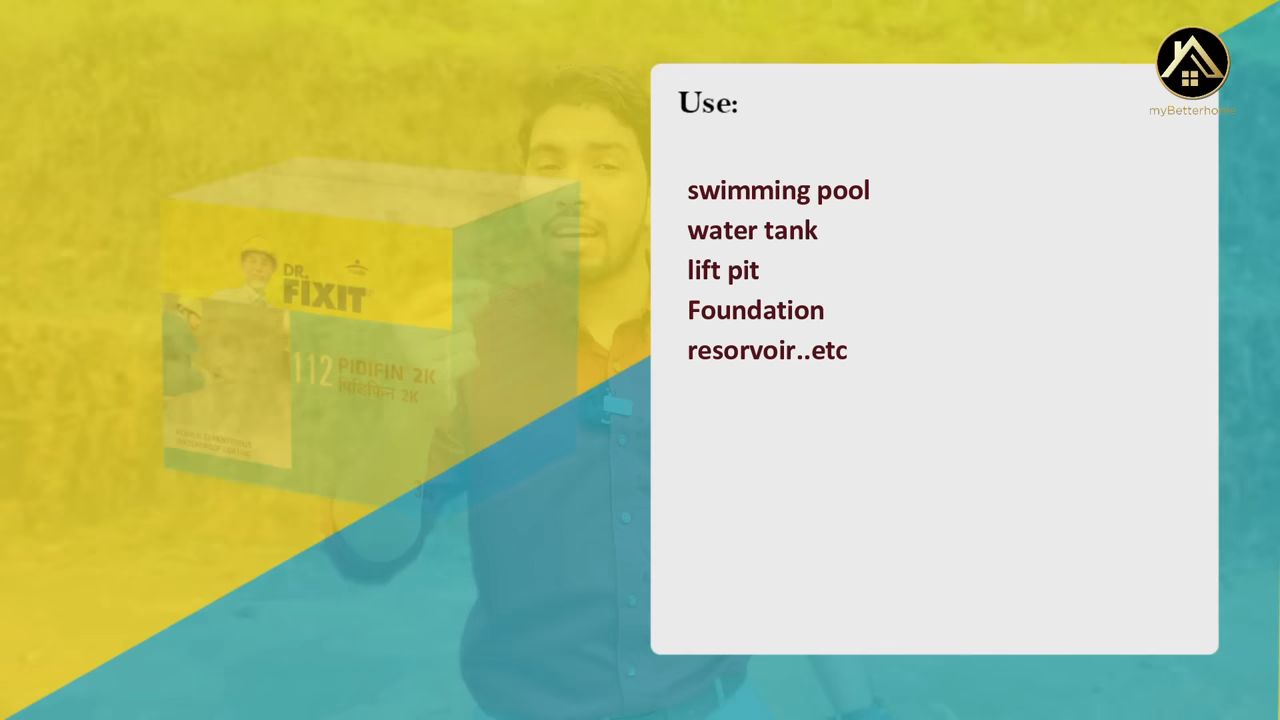 myBetterhome
Use:
swimming pool
water tank
lift pit
Foundation
resorvoir..etc
DR.
FIXIT
112 PIDIFIN 2K
पिडिफिन 2K